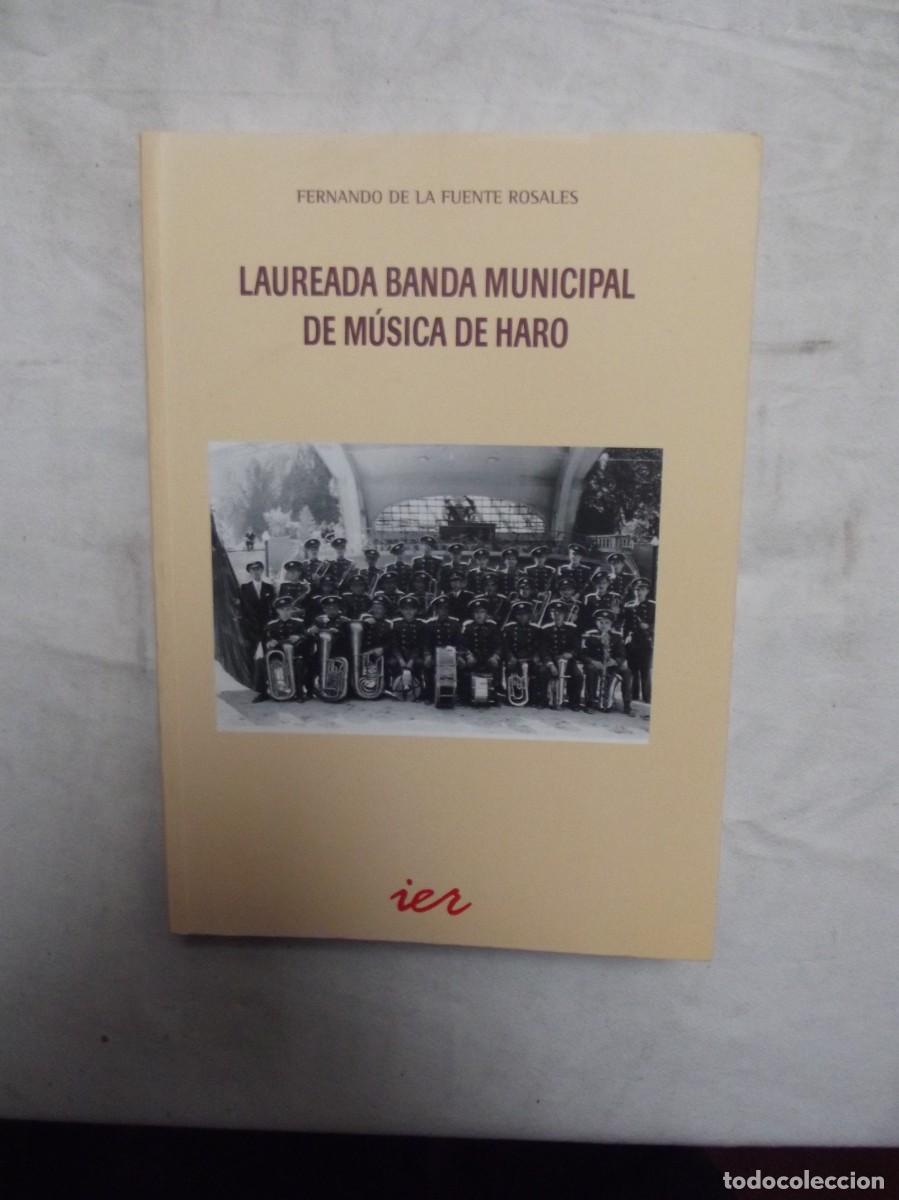 FERNANDO DE LA FUENTE ROSALES
LAUREADA BANDA MUNICIPAL
DE MÚSICA DE HARO
ier
todocoleccion